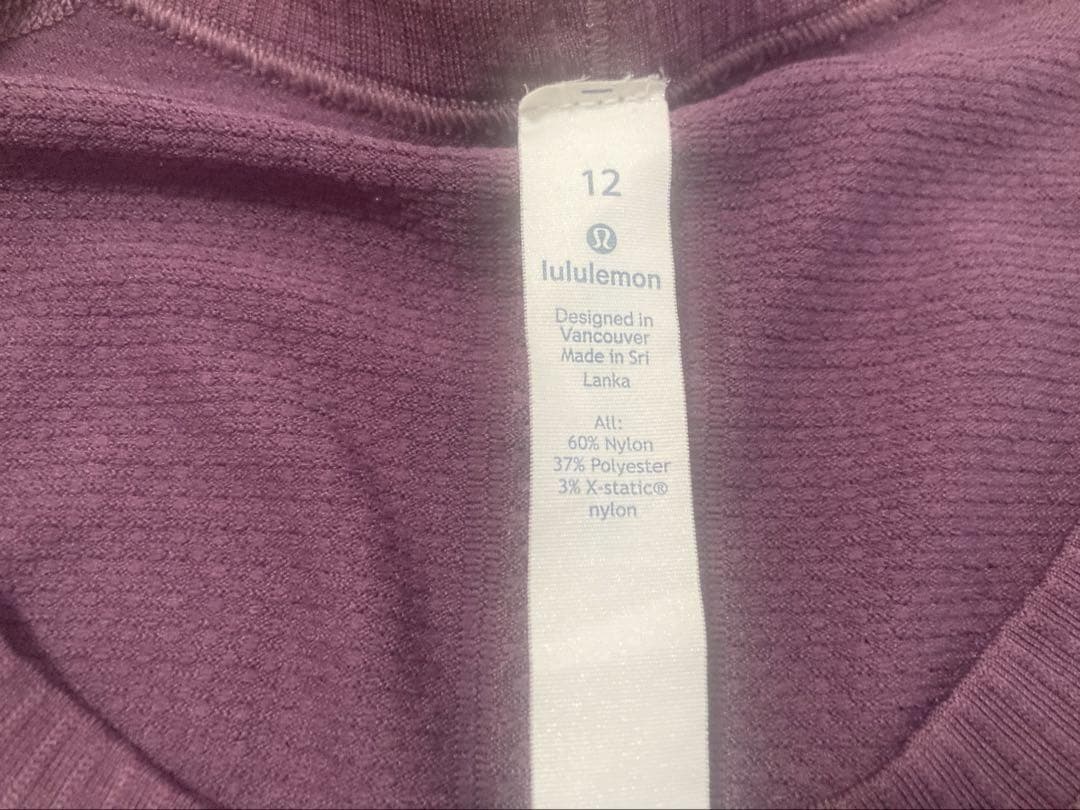 12
lululemon
Designed in
Vancouver
Made in Sri
Lanka
All:
60% Nylon
37% Polyester
3% X-static®
nylon